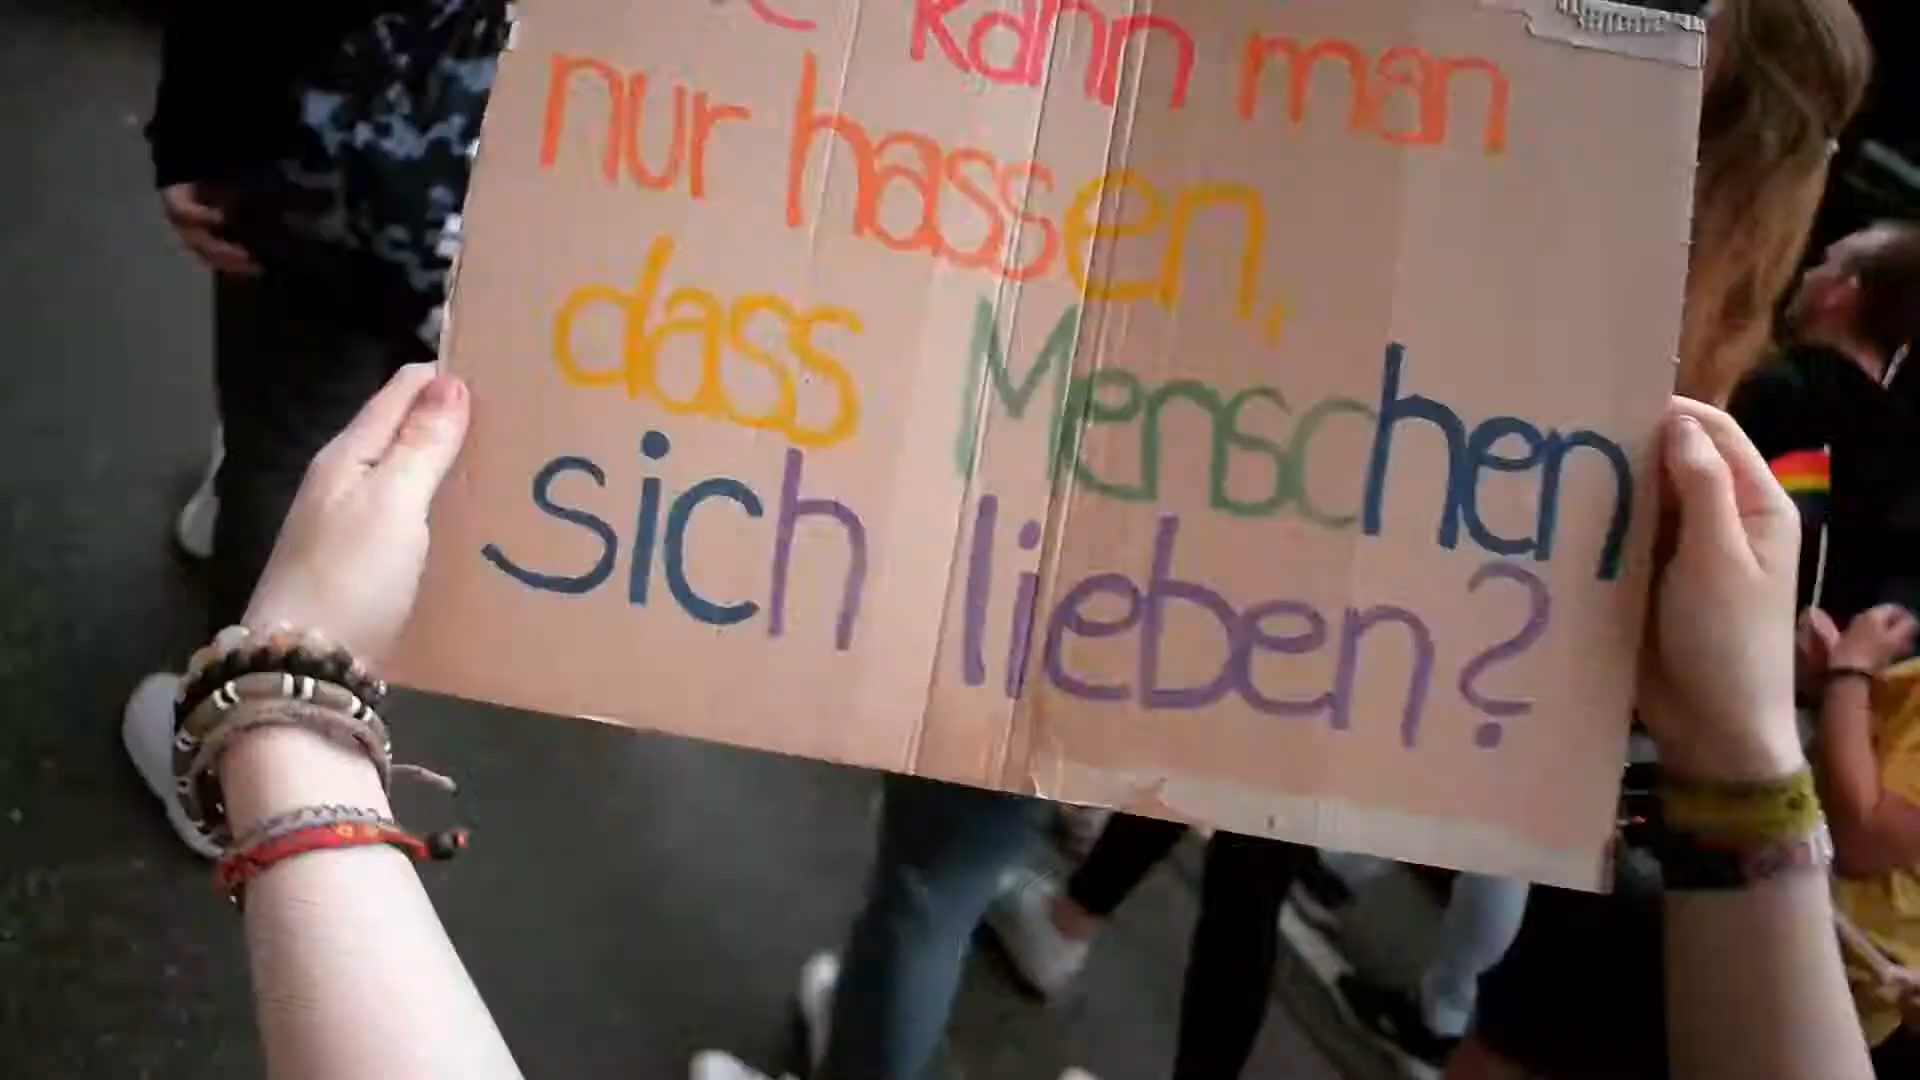 kann man
nur hassen,
dass Menschen
sich lieben?